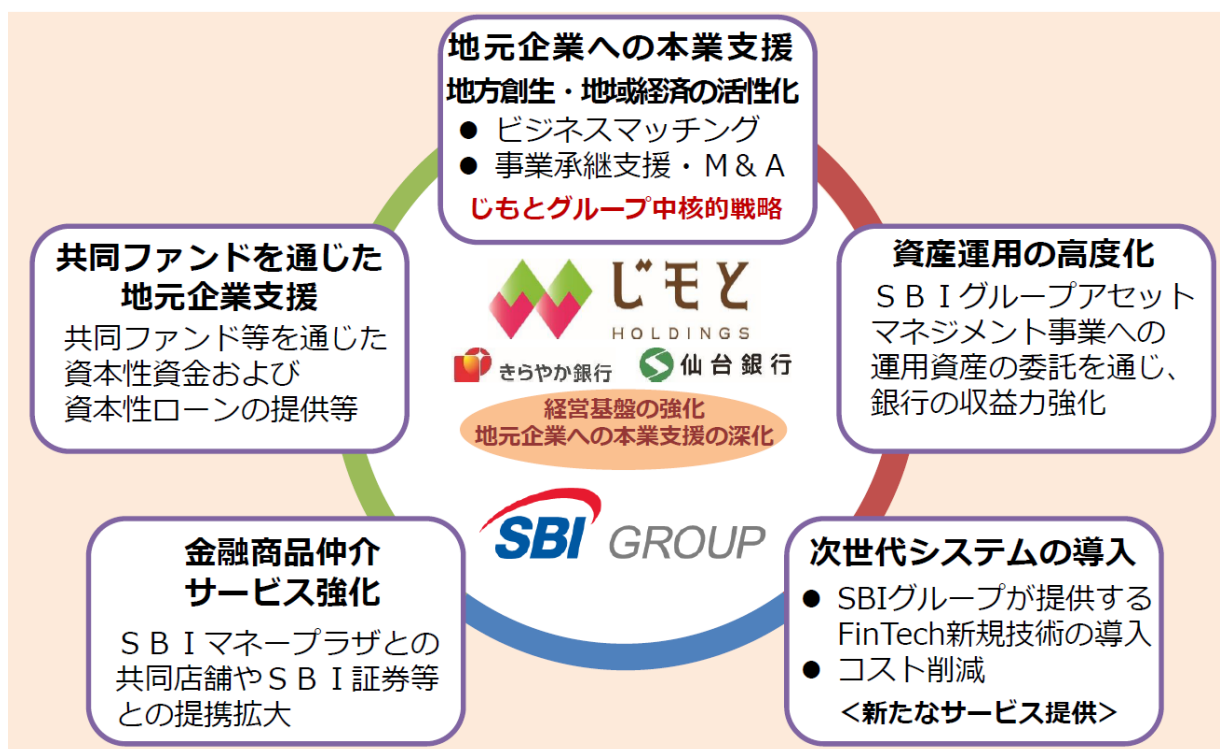 地元企業への本業支援
地方創生・地域経済の活性化
● ビジネスマッチング
● 事業承継支援・Ｍ＆Ａ
じもとグループ中核的戦略
共同ファンドを通じた
地元企業支援
共同ファンド等を通じた
資本性資金および
資本性ローンの提供等
じモと
HOLDINGS
きらやか銀行
仙台銀行
経営基盤の強化
地元企業への本業支援の深化
SBI GROUP
資産運用の高度化
ＳＢＩグループアセット
マネジメント事業への
運用資産の委託を通じ、
銀行の収益力強化
金融商品仲介
サービス強化
ＳＢＩマネープラザとの
共同店舗やＳＢＩ証券等
との提携拡大
次世代システムの導入
● SBIグループが提供する
FinTech新規技術の導入
● コスト削減
＜新たなサービス提供＞